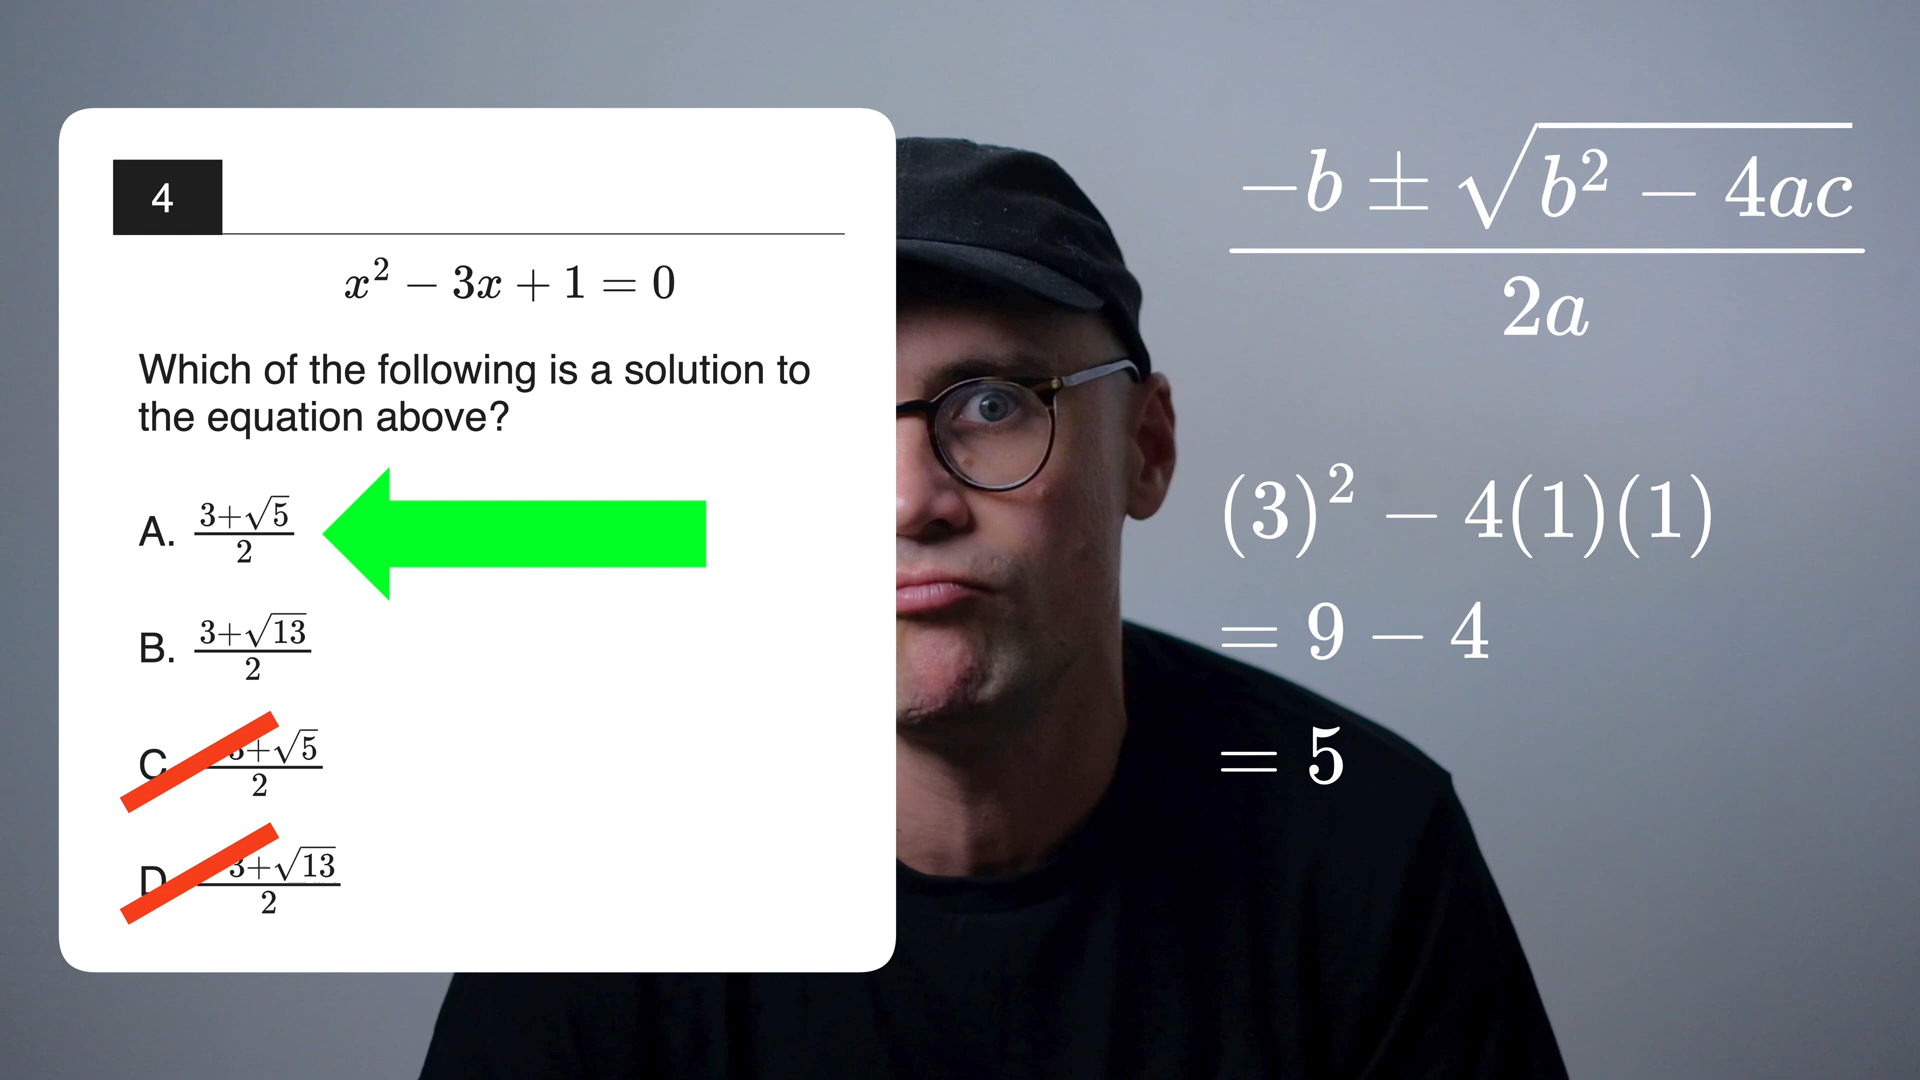 4
x² − 3x + 1 = 0
Which of the following is a solution to
the equation above?
A. (3+√5)/2
B. (3+√13)/2
C 3+√5/2
D 3+√13/2
(−b ± √(b² − 4ac))/2a
(3)² − 4(1)(1)
= 9 − 4
= 5